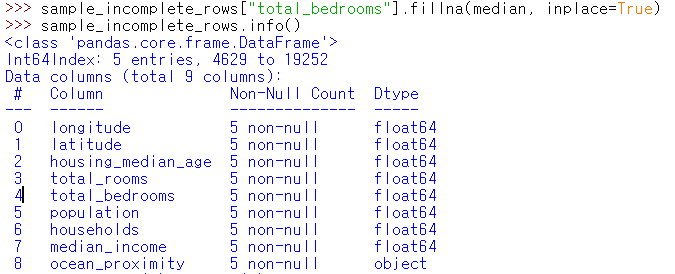 >>> sample_incomplete_rows["total_bedrooms"].fillna(median, inplace=True)
>>> sample_incomplete_rows.info()
<class 'pandas.core.frame.DataFrame'>
Int64Index: 5 entries, 4629 to 19252
Data columns (total 9 columns):
 #   Column              Non-Null Count  Dtype
---  ------              --------------  -----
 0   longitude           5 non-null      float64
 1   latitude            5 non-null      float64
 2   housing_median_age  5 non-null      float64
 3   total_rooms         5 non-null      float64
 4   total_bedrooms      5 non-null      float64
 5   population          5 non-null      float64
 6   households          5 non-null      float64
 7   median_income       5 non-null      float64
 8   ocean_proximity     5 non-null      object